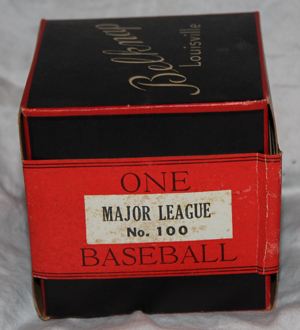 Belknap
Louisville
ONE
MAJOR LEAGUE
No. 100
BASEBALL